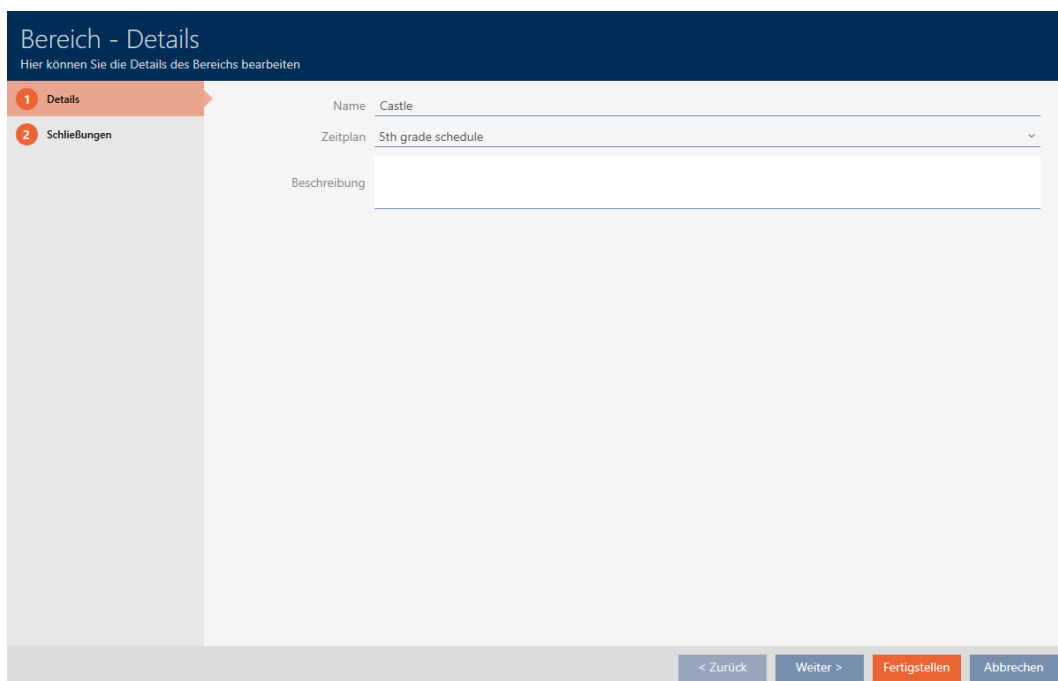 Bereich - Details
Hier können Sie die Details des Bereichs bearbeiten
1 Details
2 Schließungen
Name Castle
Zeitplan 5th grade schedule
Beschreibung
< Zurück Weiter > Fertigstellen Abbrechen